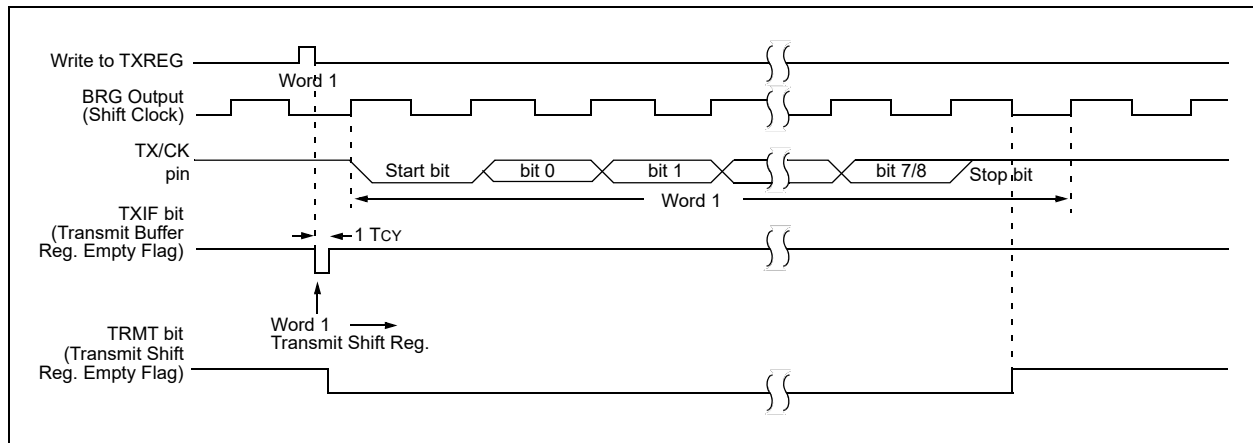 Write to TXREG
Word 1
BRG Output
(Shift Clock)
TX/CK
pin
Start bit
bit 0
bit 1
bit 7/8
Stop bit
Word 1
TXIF bit
(Transmit Buffer
Reg. Empty Flag)
1 TCY
Word 1
Transmit Shift Reg.
TRMT bit
(Transmit Shift
Reg. Empty Flag)